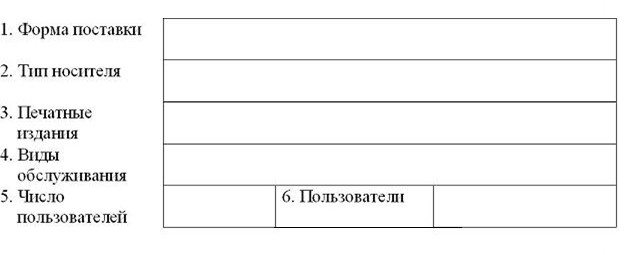 1. Форма поставки
2. Тип носителя
3. Печатные
издания
4. Виды
обслуживания
5. Число
пользователей
6. Пользователи